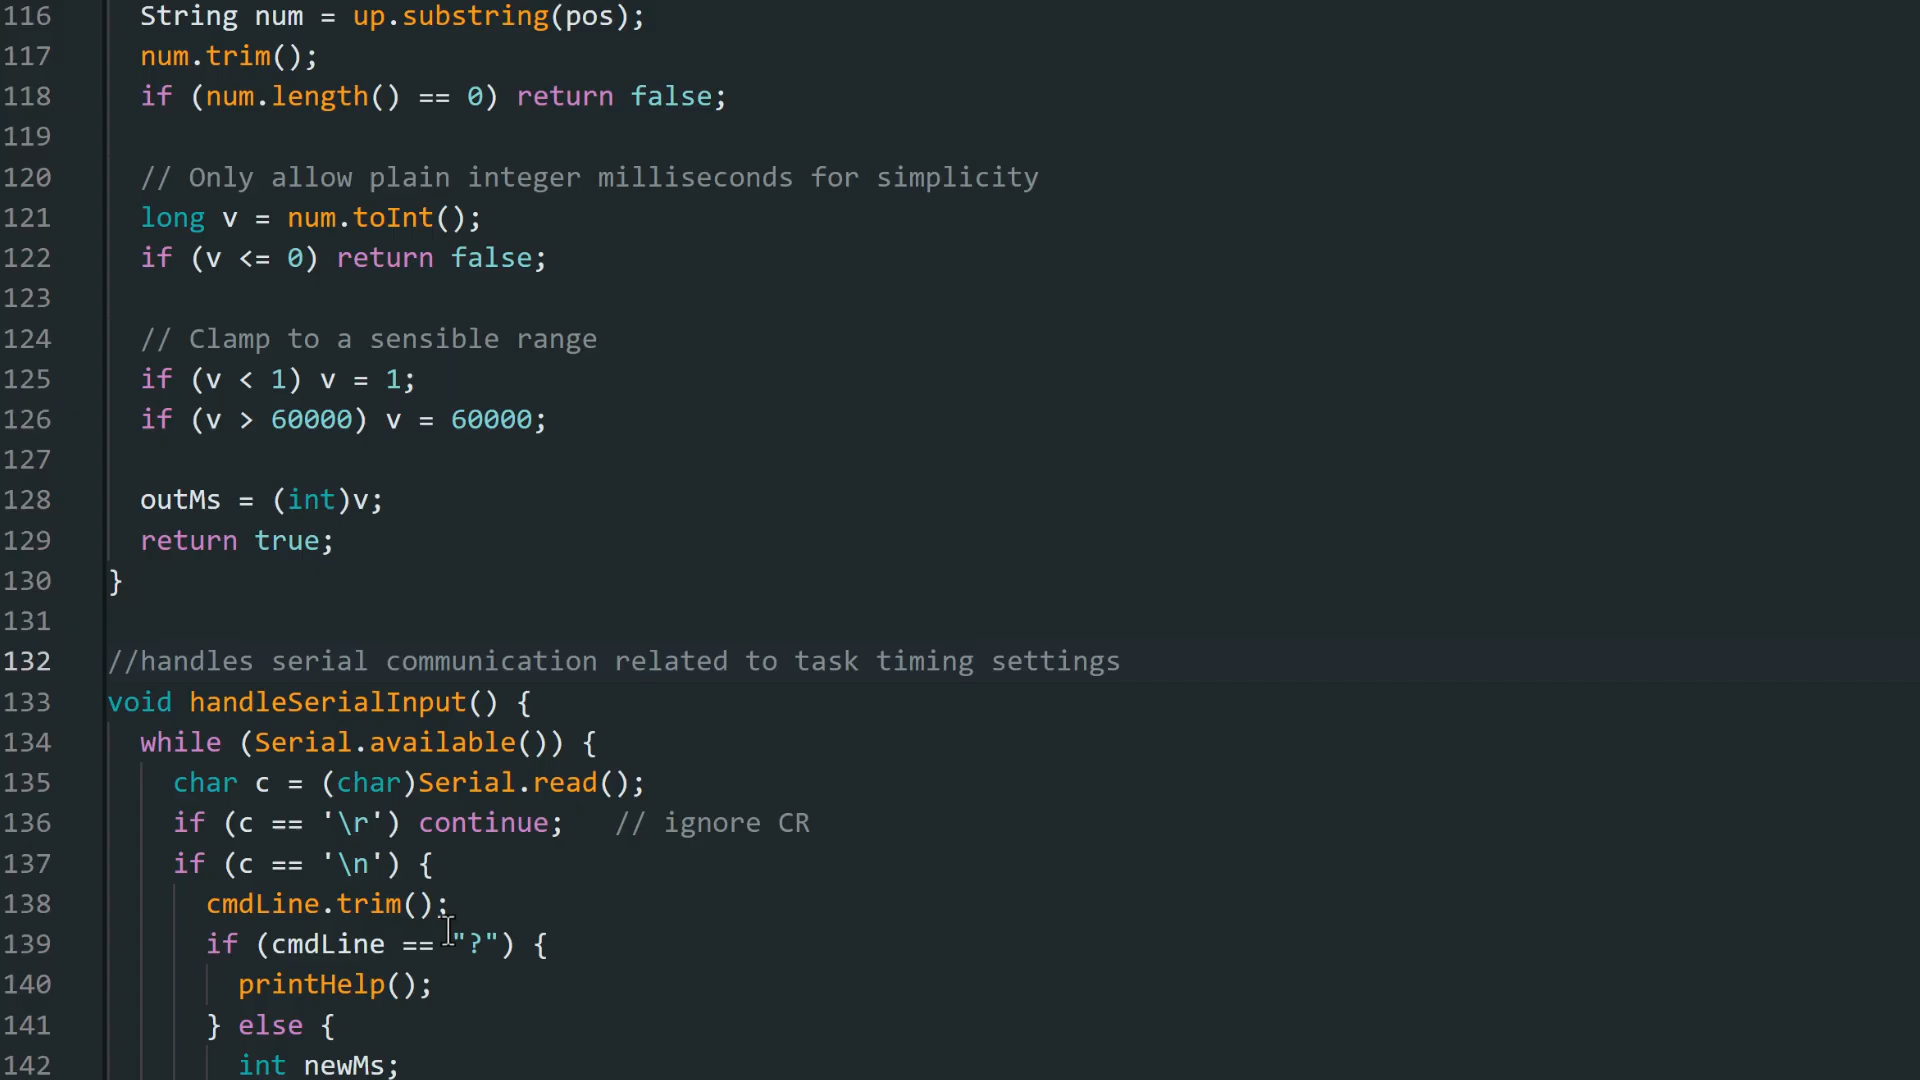 116 String num = up.substring(pos);
117 num.trim();
118 if (num.length() == 0) return false;
119
120 // Only allow plain integer milliseconds for simplicity
121 long v = num.toInt();
122 if (v <= 0) return false;
123
124 // Clamp to a sensible range
125 if (v < 1) v = 1;
126 if (v > 60000) v = 60000;
127
128 outMs = (int)v;
129 return true;
130 }
131
132 //handles serial communication related to task timing settings
133 void handleSerialInput() {
134 while (Serial.available()) {
135 char c = (char)Serial.read();
136 if (c == '\r') continue;   // ignore CR
137 if (c == '\n') {
138 cmdLine.trim();
139 if (cmdLine == "?") {
140 printHelp();
141 } else {
142 int newMs;